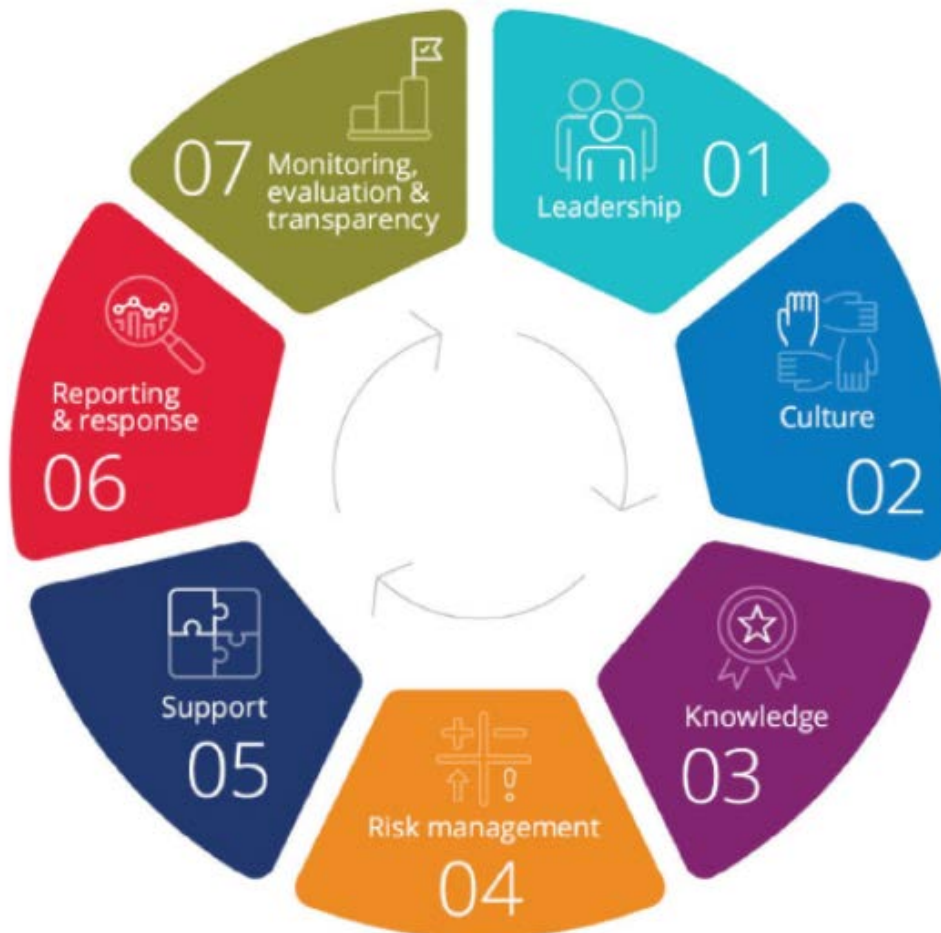 01
Leadership
Culture
02
Knowledge
03
Risk management
04
Support
05
Reporting
& response
06
07
Monitoring,
evaluation &
transparency